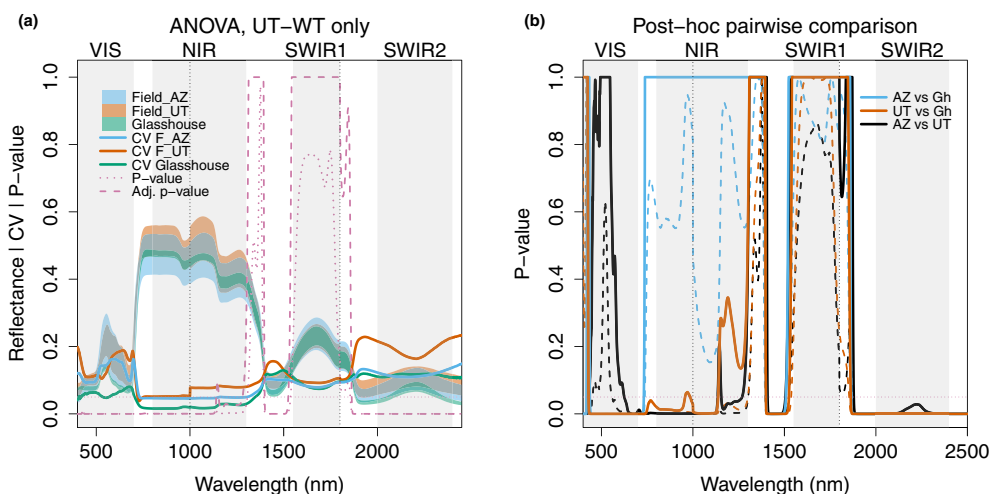 (a)
ANOVA, UT−WT only
VIS NIR SWIR1 SWIR2
Reflectance | CV | P−value
1.0
0.8
0.6
0.4
0.2
0.0
Field_AZ
Field_UT
Glasshouse
CV F_AZ
CV F_UT
CV Glasshouse
P−value
Adj. p−value
500 1000 1500 2000
Wavelength (nm)
(b)
Post−hoc pairwise comparison
VIS NIR SWIR1 SWIR2
P−value
1.0
0.8
0.6
0.4
0.2
0.0
AZ vs Gh
UT vs Gh
AZ vs UT
500 1000 1500 2000 2500
Wavelength (nm)